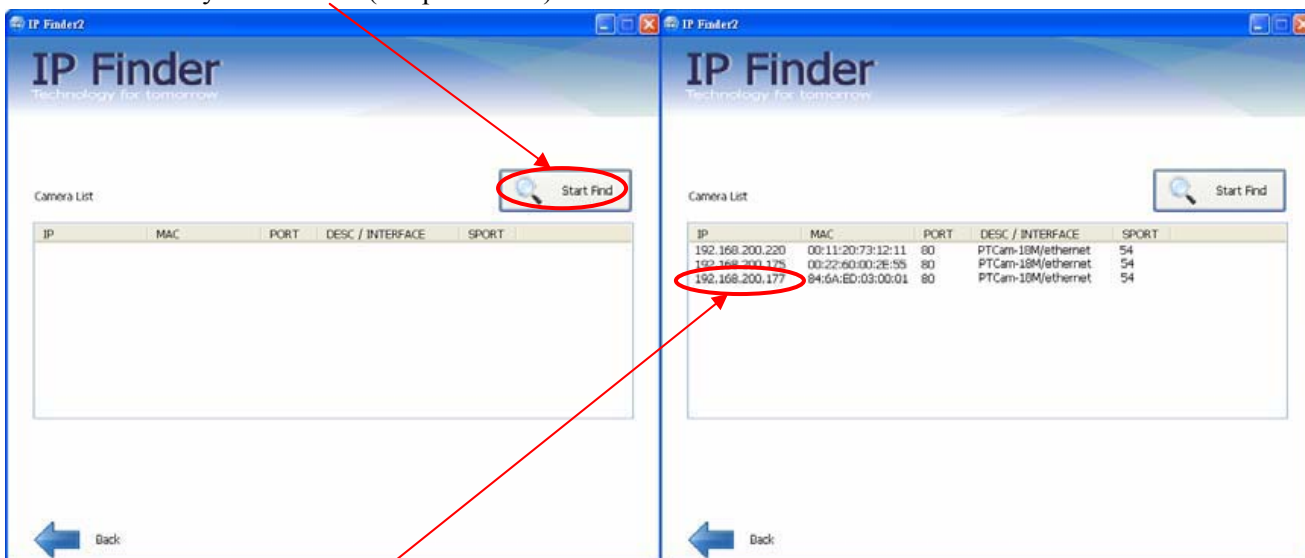 IP Finder2
IP Finder
Technology for tomorrow
Start Find
Camera List
IP MAC PORT DESC / INTERFACE SPORT
Back
IP Finder2
IP Finder
Technology for tomorrow
Start Find
Camera List
IP MAC PORT DESC / INTERFACE SPORT
192.168.200.220 00:11:20:73:12:11 80 PTCam-18M/ethernet 54
192.168.200.175 00:22:60:00:2E:55 80 PTCam-18M/ethernet 54
192.168.200.177 84:6A:ED:03:00:01 80 PTCam-18M/ethernet 54
Back